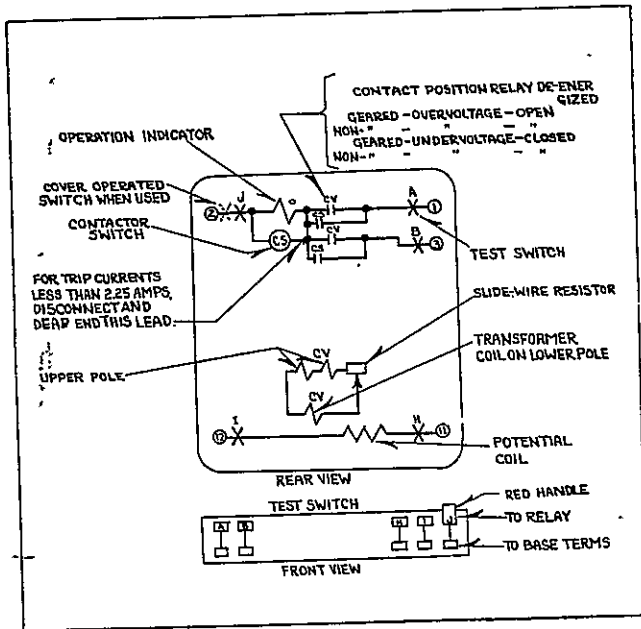 CONTACT POSITION RELAY DE-ENER
GIZED
GEARED-OVERVOLTAGE-OPEN
NON-" - " - "
GEARED-UNDERVOLTAGE-CLOSED
NON-" - " - "
OPERATION INDICATOR
COVER OPERATED
SWITCH WHEN USED
CONTACTOR
SWITCH
FOR TRIP CURRENTS
LESS THAN 2.25 AMPS,
DISCONNECT AND
DEAD END THIS LEAD.
J
2
O
CV
CS
A
1
CS
CV
CS
B
3
TEST SWITCH
SLIDE-WIRE RESISTOR
TRANSFORMER
COIL ON LOWER POLE
UPPER POLE
CV
CV
I
12
H
11
POTENTIAL
COIL
REAR VIEW
TEST SWITCH
RED HANDLE
TO RELAY
TO BASE TERMS
A B H I J
FRONT VIEW